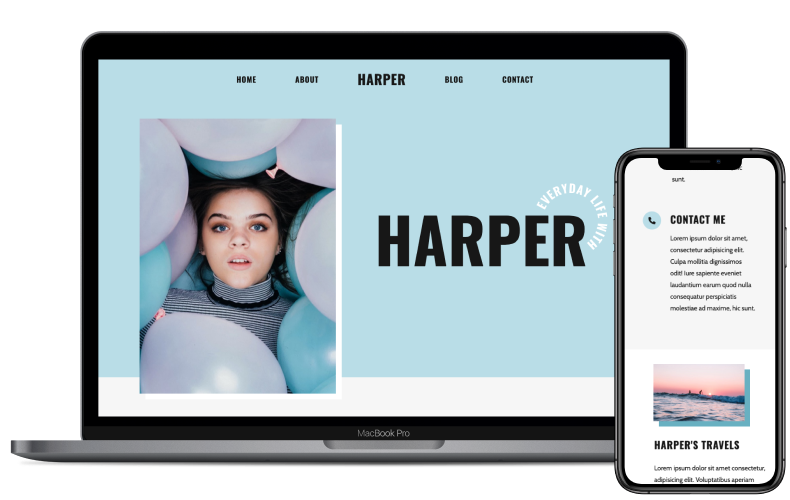 HOME ABOUT HARPER BLOG CONTACT
EVERYDAY LIFE WITH
HARPER
MacBook Pro
sunt.
CONTACT ME
Lorem ipsum dolor sit amet,
consectetur adipisicing elit.
Culpa mollitia dignissimos
odit! Iure sapiente eveniet
laudantium earum quod nulla
consequatur perspiciatis
molestiae ad maxime, hic sunt.
HARPER'S TRAVELS
Lorem ipsum dolor sit amet consectetur,
adipisicing elit. Voluptatibus aperiam